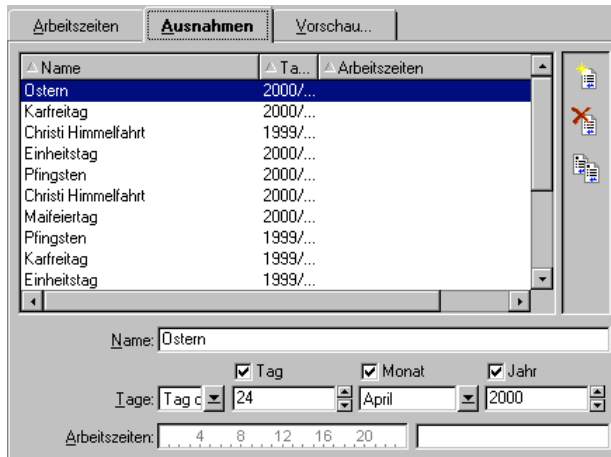 Arbeitszeiten Ausnahmen Vorschau...
Name Ta... Arbeitszeiten
Ostern 2000/...
Karfreitag 2000/...
Christi Himmelfahrt 1999/...
Einheitstag 2000/...
Pfingsten 2000/...
Christi Himmelfahrt 2000/...
Maifeiertag 2000/...
Pfingsten 1999/...
Karfreitag 1999/...
Einheitstag 1999/...
Name: Ostern
Tag Monat Jahr
Tage: Tag 24 April 2000
Arbeitszeiten: 4 8 12 16 20